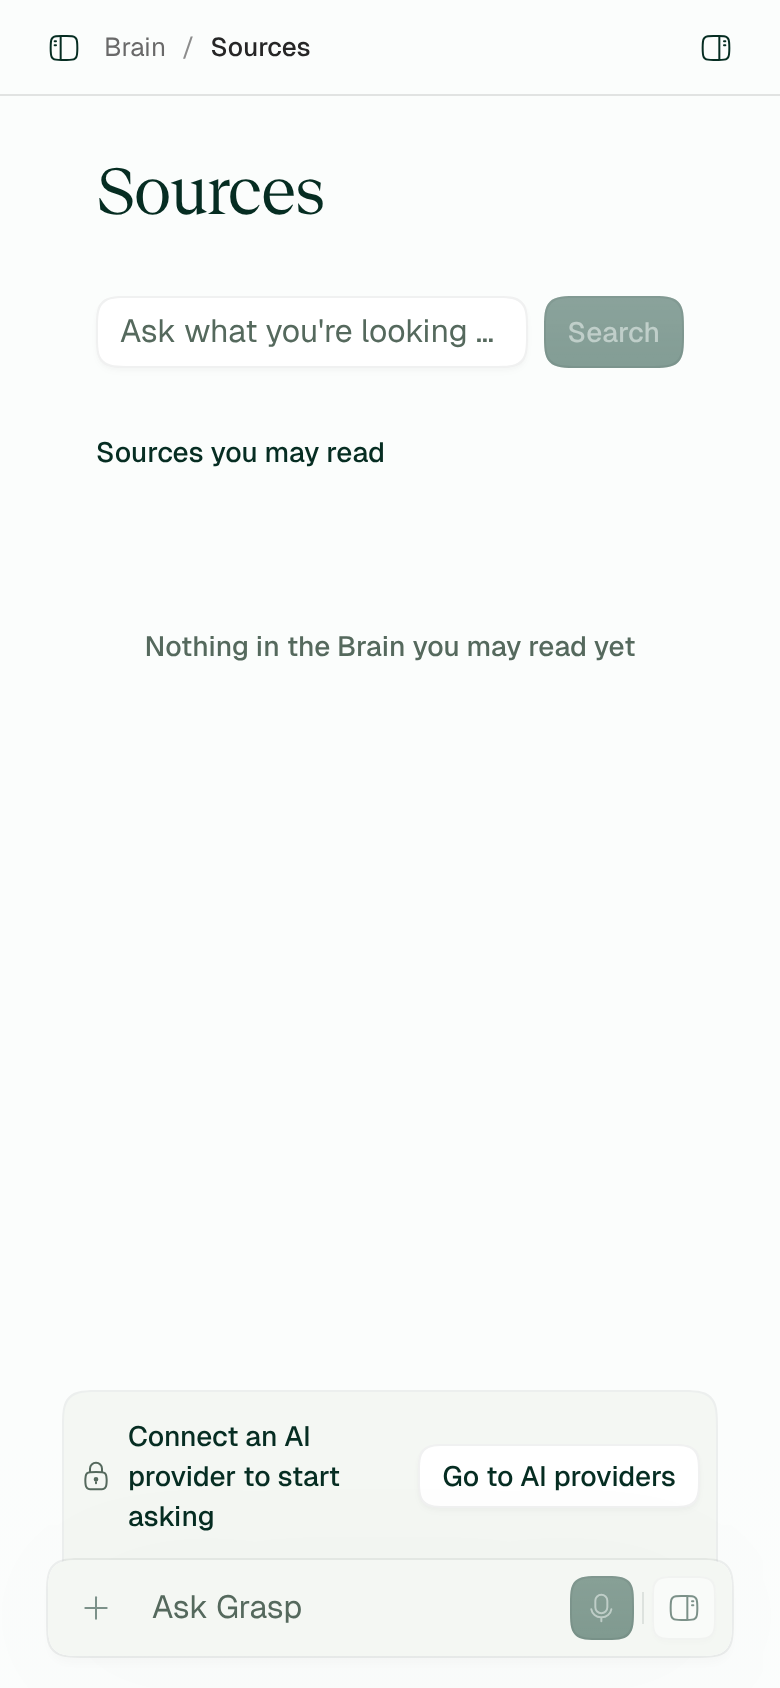 Brain / Sources
Sources
Ask what you're looking ...
Search
Sources you may read
Nothing in the Brain you may read yet
Connect an AI
provider to start
asking
Go to AI providers
Ask Grasp